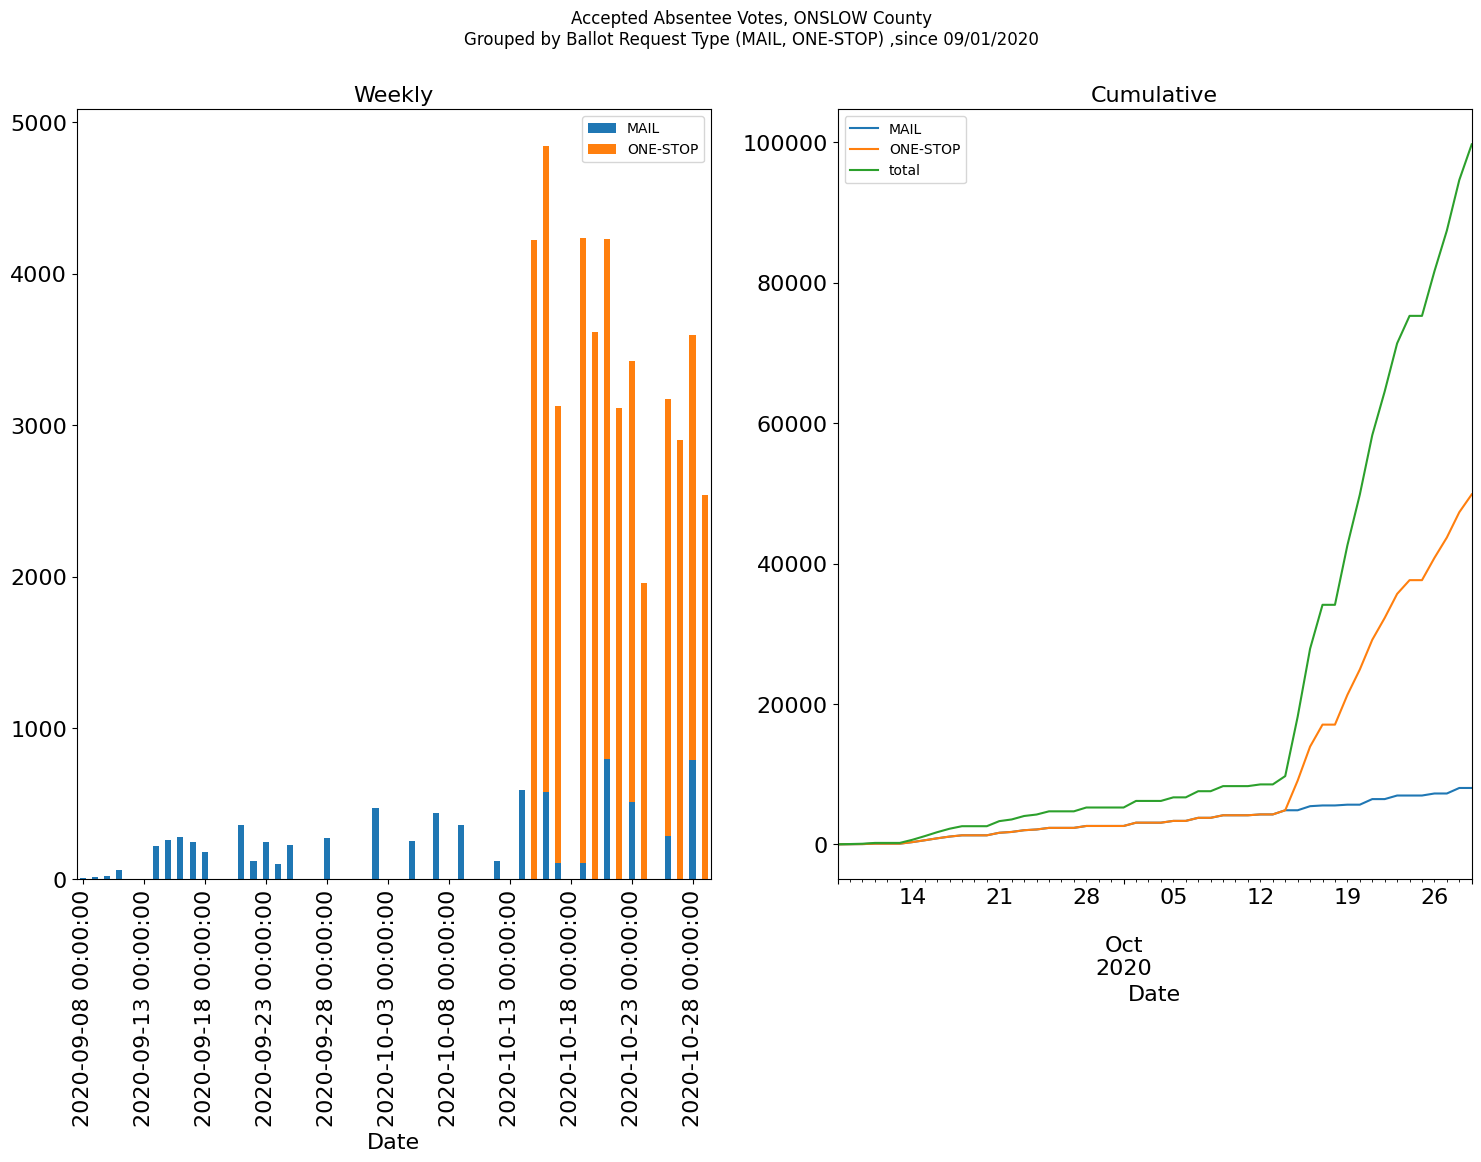 Accepted Absentee Votes, ONSLOW County
Grouped by Ballot Request Type (MAIL, ONE-STOP) ,since 09/01/2020
Weekly
5000
4000
3000
2000
1000
0
MAIL
ONE-STOP
2020-09-08 00:00:00
2020-09-13 00:00:00
2020-09-18 00:00:00
2020-09-23 00:00:00
2020-09-28 00:00:00
2020-10-03 00:00:00
2020-10-08 00:00:00
2020-10-13 00:00:00
2020-10-18 00:00:00
2020-10-23 00:00:00
2020-10-28 00:00:00
Date
Cumulative
100000
80000
60000
40000
20000
0
MAIL
ONE-STOP
total
14 21 28 05 12 19 26
Oct
2020
Date